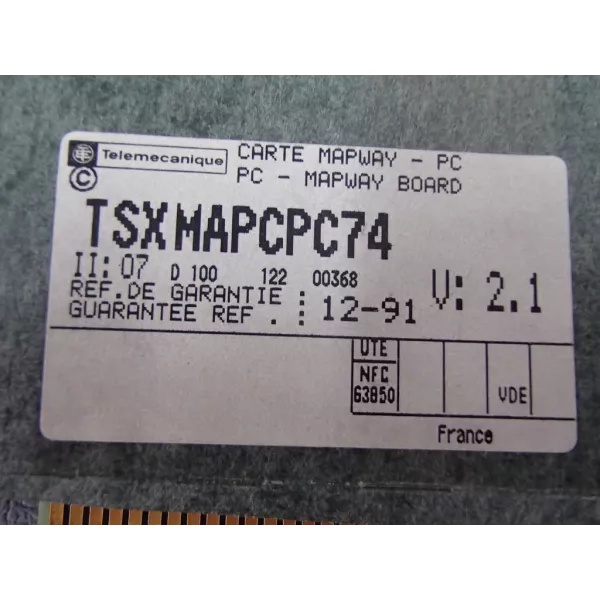 Telemecanique
CARTE MAPWAY - PC
© PC - MAPWAY BOARD
TSXMAPCPC74
II: 07 D 100 122 00368
REF.DE GARANTIE :
GUARANTEE REF . : 12-91 V: 2.1
UTE
NFC
63850
VDE
France